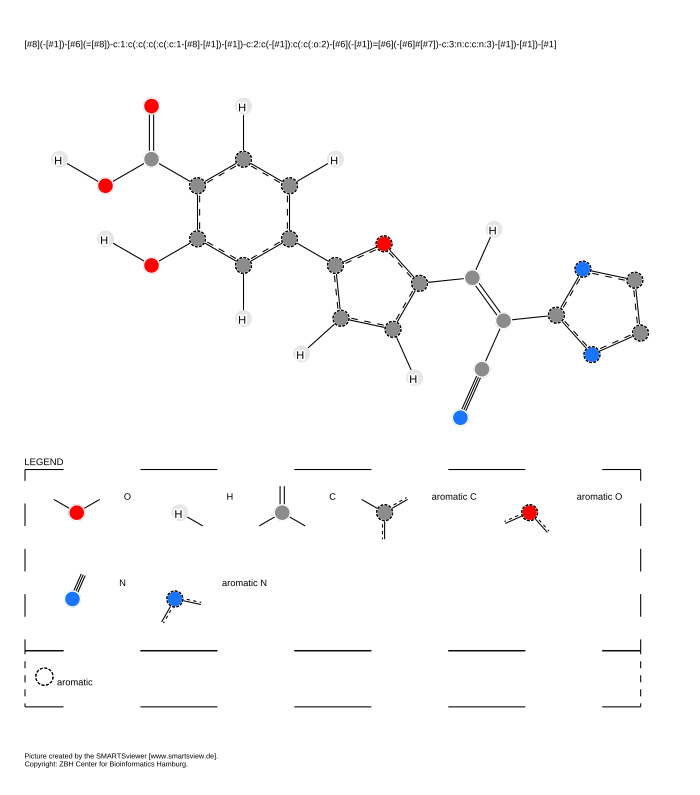 [#8](-[#1])-[#6](=[#8])-c:1:c(:c(:c(:c(:c:1-[#8]-[#1])-[#1])-c:2:c(-[#1]):c(:c(:o:2)-[#6](-[#1])=[#6](-[#6]#[#7])-c:3:n:c:c:n:3)-[#1])-[#1])-[#1]
H
H
H
H
H
H
H
H
LEGEND
O H C aromatic C aromatic O
H
N aromatic N
aromatic
Picture created by the SMARTSviewer [www.smartsview.de].
Copyright: ZBH Center for Bioinformatics Hamburg.